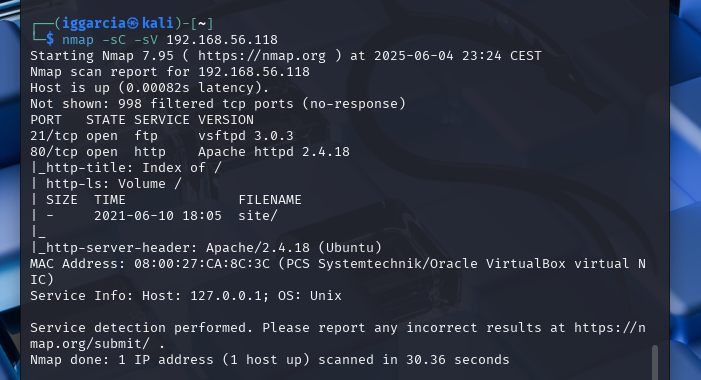 ┌──(iggarcia㉿kali)-[~]
└─$ nmap -sC -sV 192.168.56.118
Starting Nmap 7.95 ( https://nmap.org ) at 2025-06-04 23:24 CEST
Nmap scan report for 192.168.56.118
Host is up (0.00082s latency).
Not shown: 998 filtered tcp ports (no-response)
PORT   STATE SERVICE VERSION
21/tcp open  ftp     vsftpd 3.0.3
80/tcp open  http    Apache httpd 2.4.18
|_http-title: Index of /
| http-ls: Volume /
| SIZE  TIME              FILENAME
| -     2021-06-10 18:05  site/
|_
|_http-server-header: Apache/2.4.18 (Ubuntu)
MAC Address: 08:00:27:CA:8C:3C (PCS Systemtechnik/Oracle VirtualBox virtual N
IC)
Service Info: Host: 127.0.0.1; OS: Unix

Service detection performed. Please report any incorrect results at https://n
map.org/submit/ .
Nmap done: 1 IP address (1 host up) scanned in 30.36 seconds